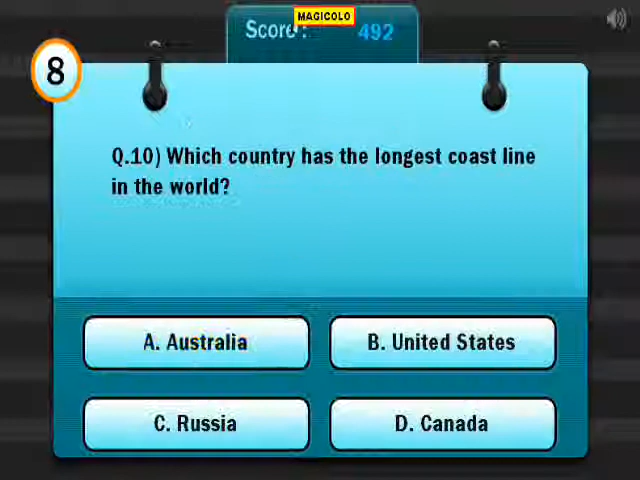 MAGICOLO
Score: 492
8
Q.10) Which country has the longest coast line
in the world?
A. Australia
B. United States
C. Russia
D. Canada